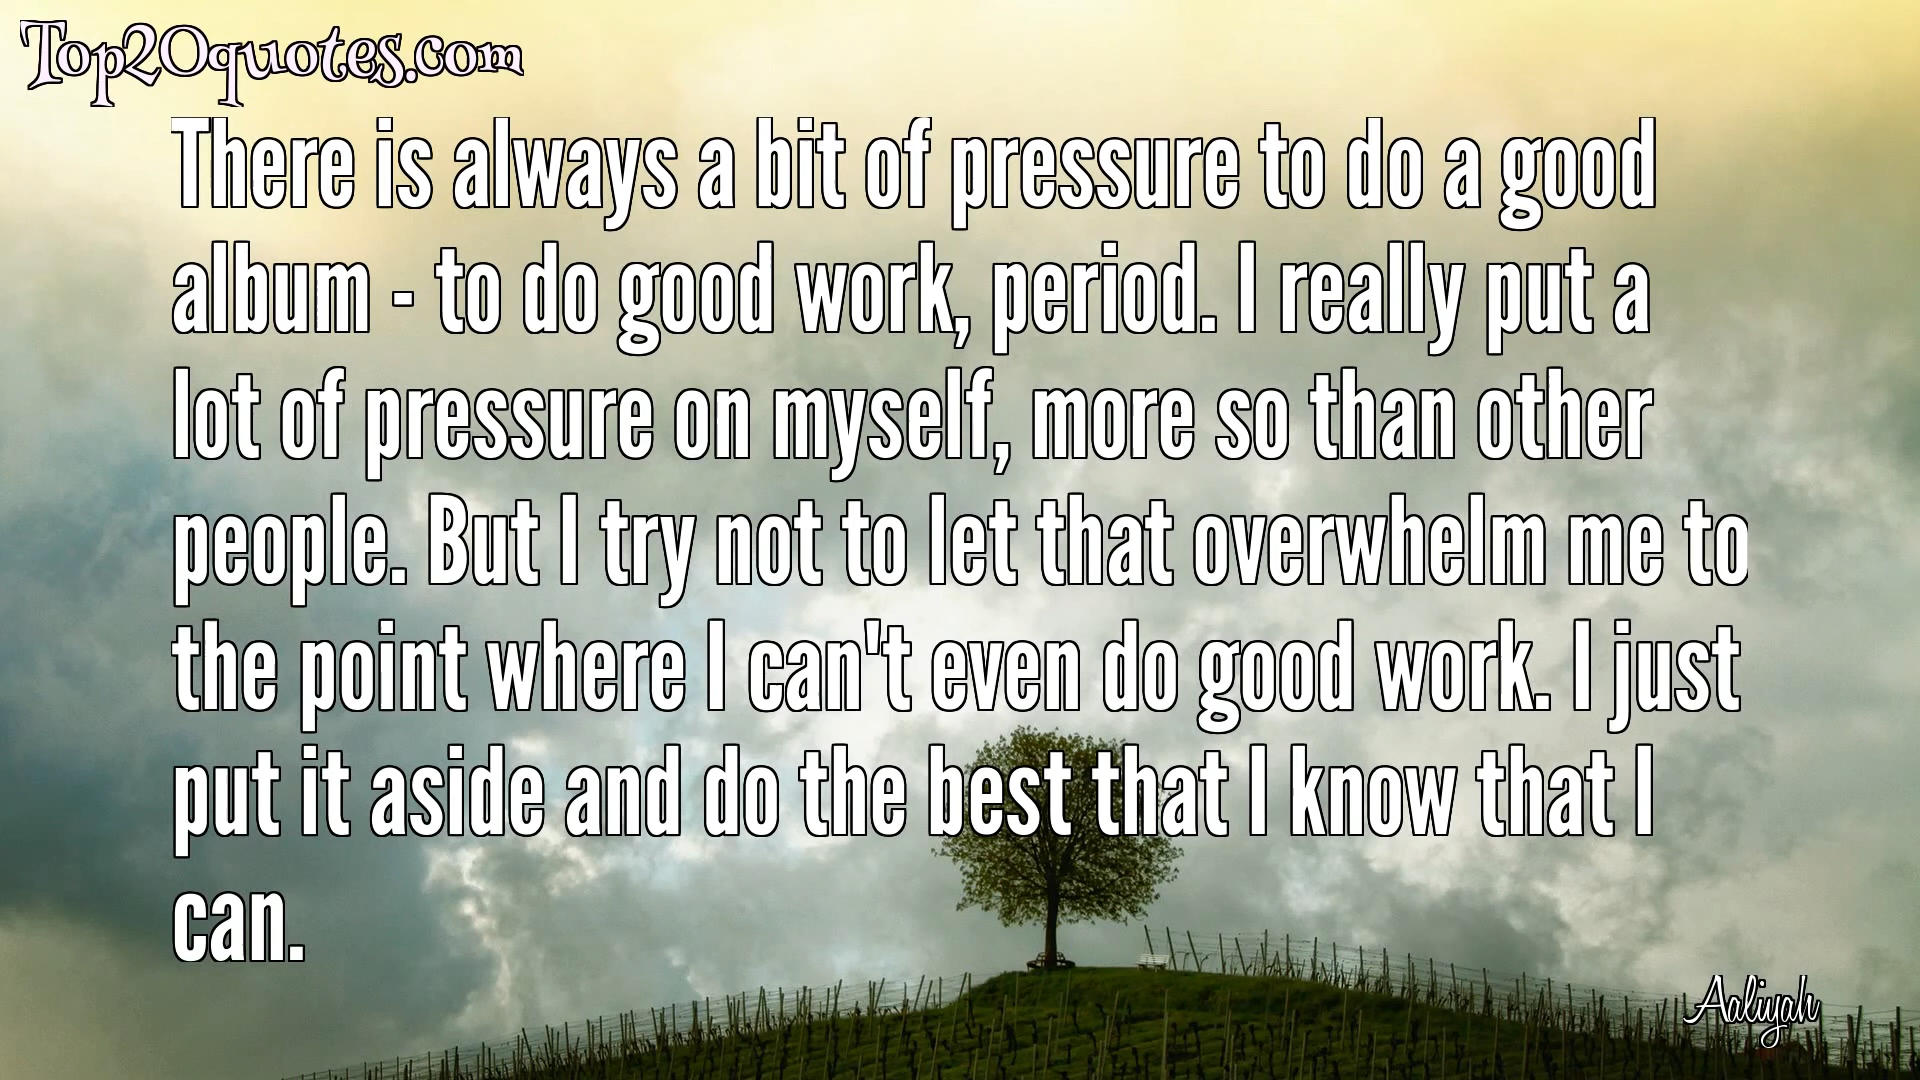 Top20quotes.com
There is always a bit of pressure to do a good
album - to do good work, period. I really put a
lot of pressure on myself, more so than other
people. But I try not to let that overwhelm me to
the point where I can't even do good work. I just
put it aside and do the best that I know that I
can.
Aaliyah